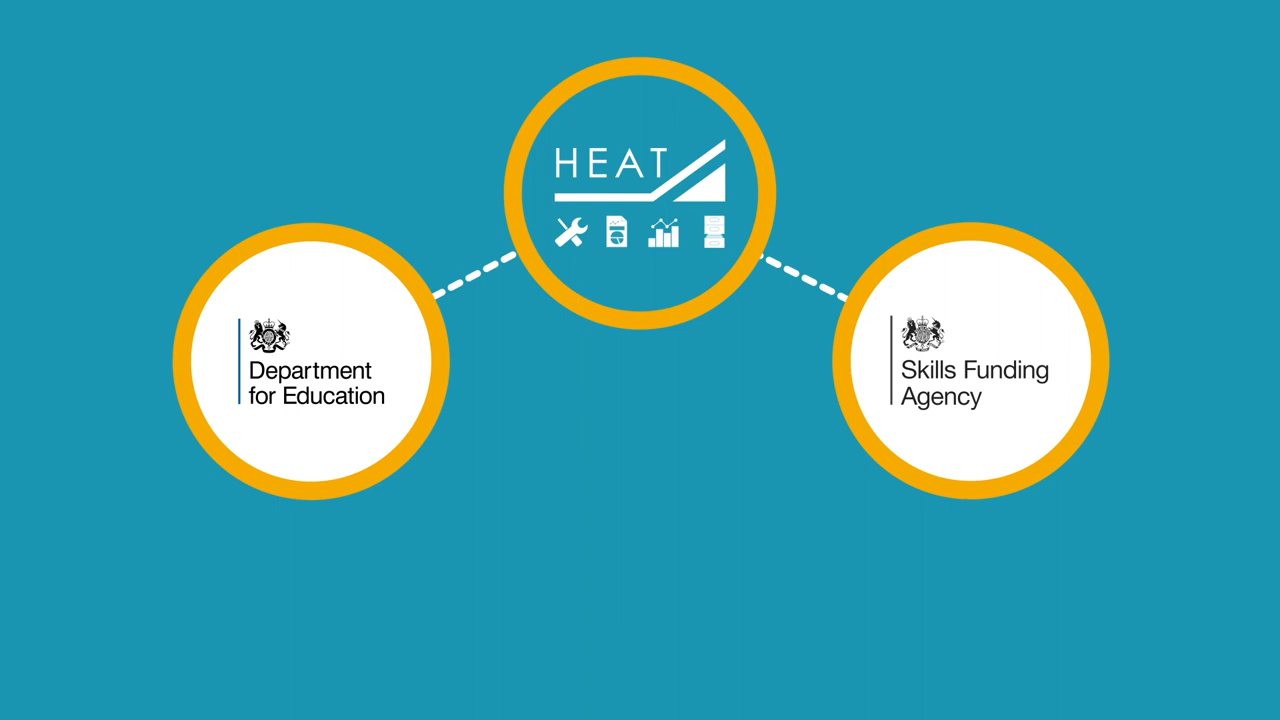 HEAT
Department
for Education
Skills Funding
Agency